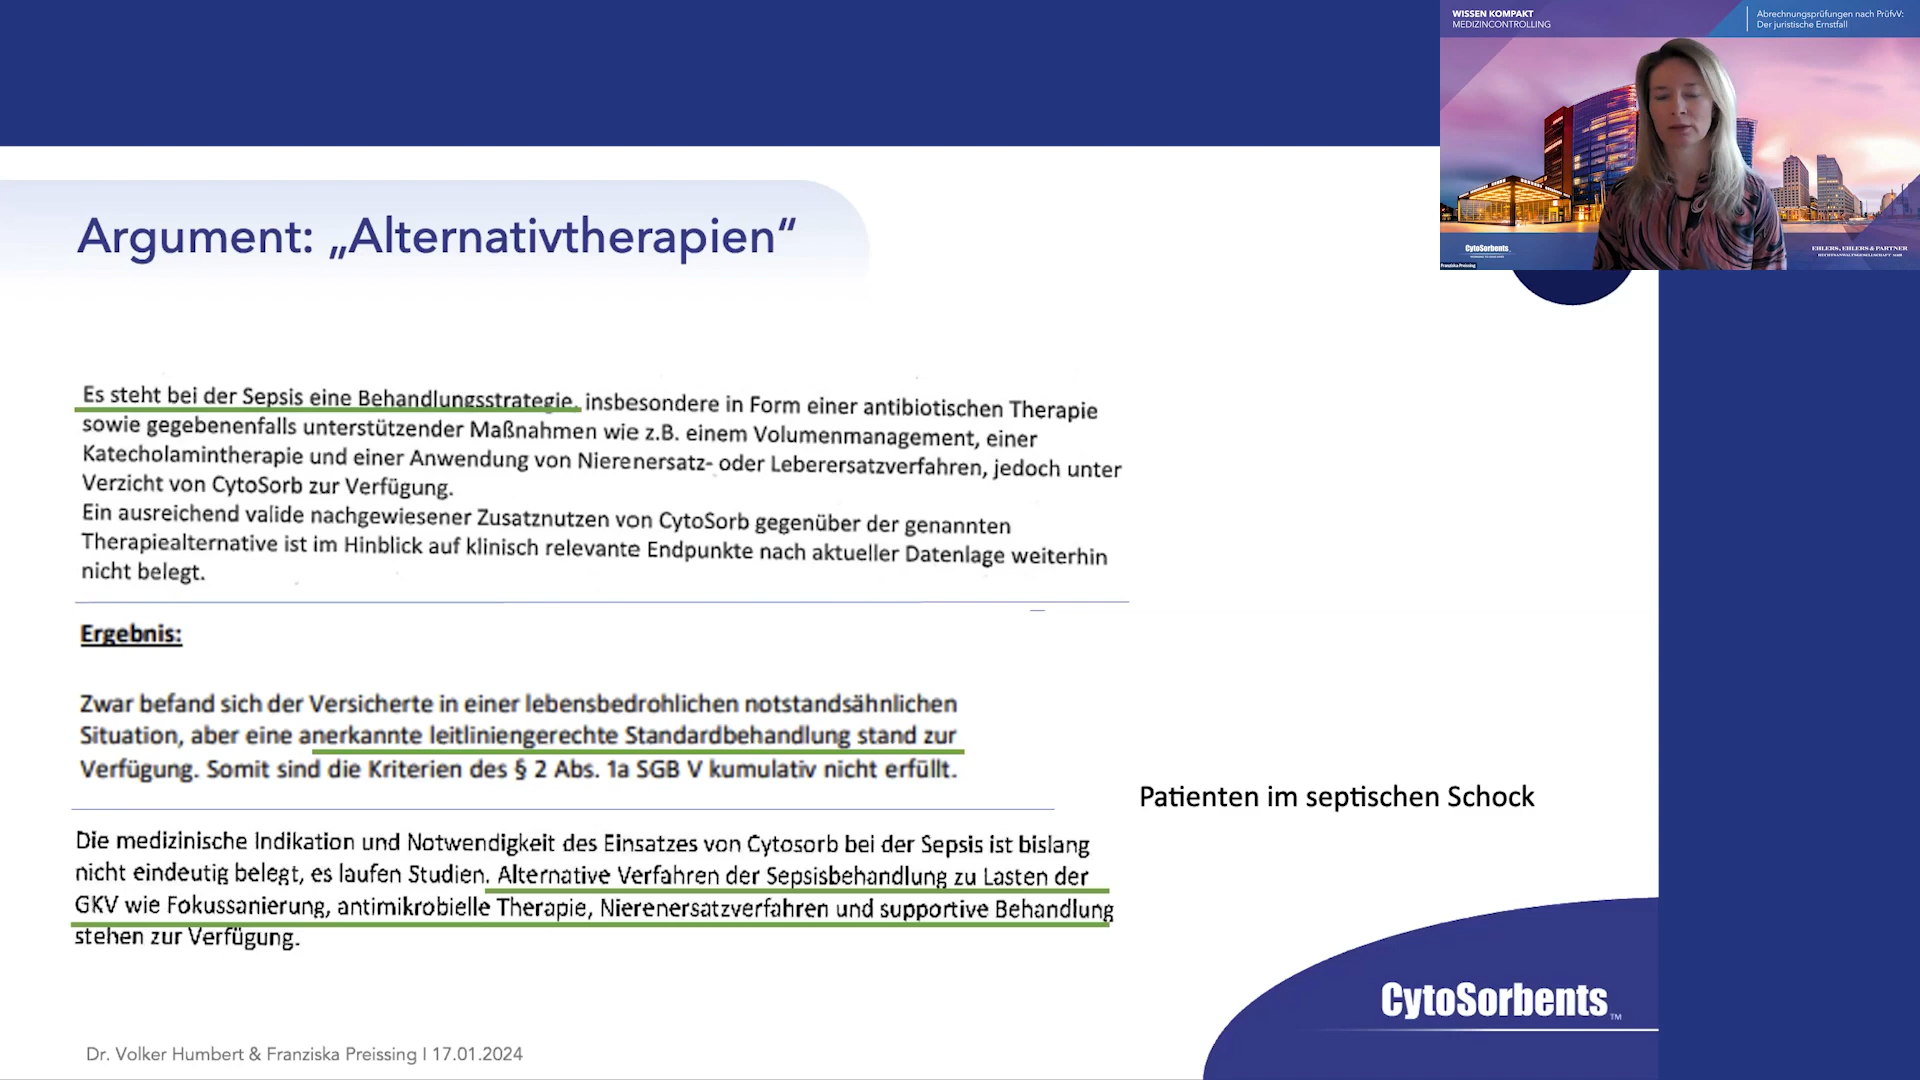 WISSEN KOMPAKT
MEDIZINCONTROLLING
Abrechnungsprüfungen nach PrüfvV:
Der juristische Ernstfall
CytoSorbents
EHLERS, EHLERS & PARTNER
RECHTSANWALTSGESELLSCHAFT
Franziska Preissing
Argument: „Alternativtherapien“
Es steht bei der Sepsis eine Behandlungsstrategie, insbesondere in Form einer antibiotischen Therapie
sowie gegebenenfalls unterstützender Maßnahmen wie z.B. einem Volumenmanagement, einer
Katecholamintherapie und einer Anwendung von Nierenersatz- oder Leberersatzverfahren, jedoch unter
Verzicht von CytoSorb zur Verfügung.
Ein ausreichend valide nachgewiesener Zusatznutzen von CytoSorb gegenüber der genannten
Therapiealternative ist im Hinblick auf klinisch relevante Endpunkte nach aktueller Datenlage weiterhin
nicht belegt.
Ergebnis:
Zwar befand sich der Versicherte in einer lebensbedrohlichen notstandsähnlichen
Situation, aber eine anerkannte leitliniengerechte Standardbehandlung stand zur
Verfügung. Somit sind die Kriterien des § 2 Abs. 1a SGB V kumulativ nicht erfüllt.
Patienten im septischen Schock
Die medizinische Indikation und Notwendigkeit des Einsatzes von Cytosorb bei der Sepsis ist bislang
nicht eindeutig belegt, es laufen Studien. Alternative Verfahren der Sepsisbehandlung zu Lasten der
GKV wie Fokussanierung, antimikrobielle Therapie, Nierenersatzverfahren und supportive Behandlung
stehen zur Verfügung.
CytoSorbents™
Dr. Volker Humbert & Franziska Preissing I 17.01.2024